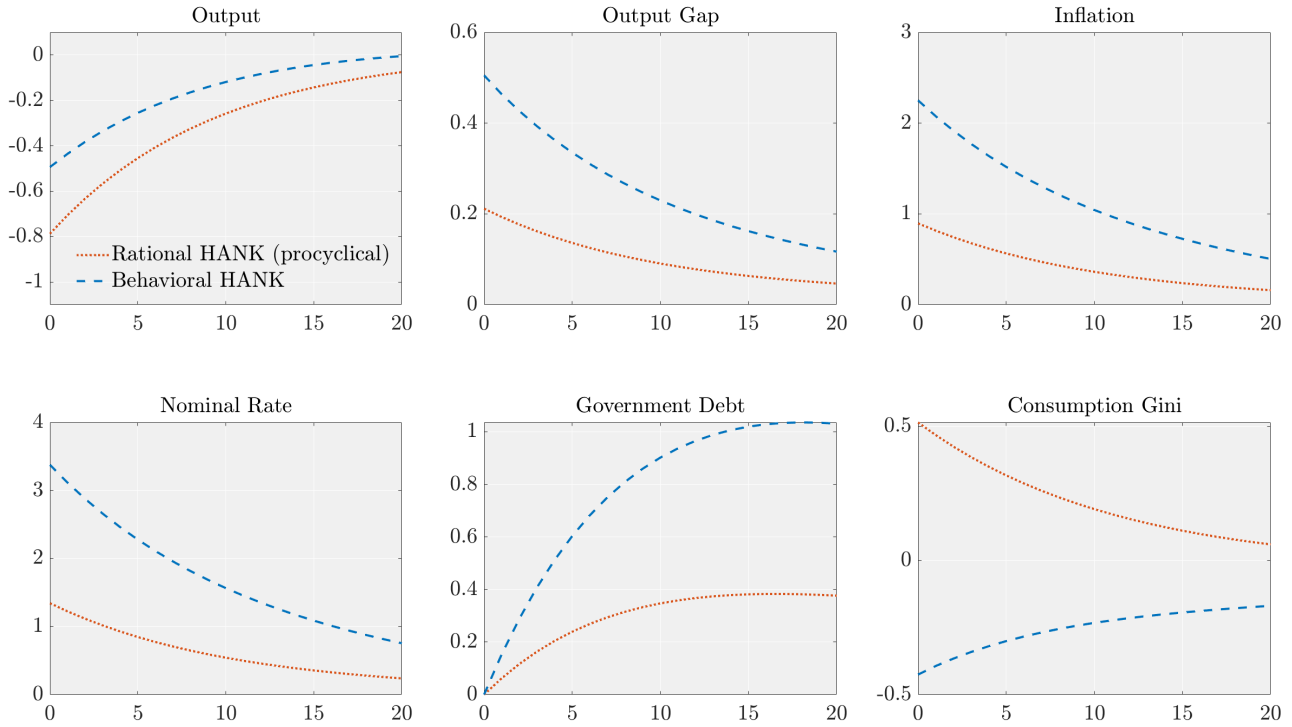 Output
0
-0.2
-0.4
-0.6
-0.8
-1
Rational HANK (procyclical)
Behavioral HANK
0 5 10 15 20
Output Gap
0.6
0.4
0.2
0
0 5 10 15 20
Inflation
3
2
1
0
0 5 10 15 20
Nominal Rate
4
3
2
1
0
0 5 10 15 20
Government Debt
1
0.8
0.6
0.4
0.2
0
0 5 10 15 20
Consumption Gini
0.5
0
-0.5
0 5 10 15 20